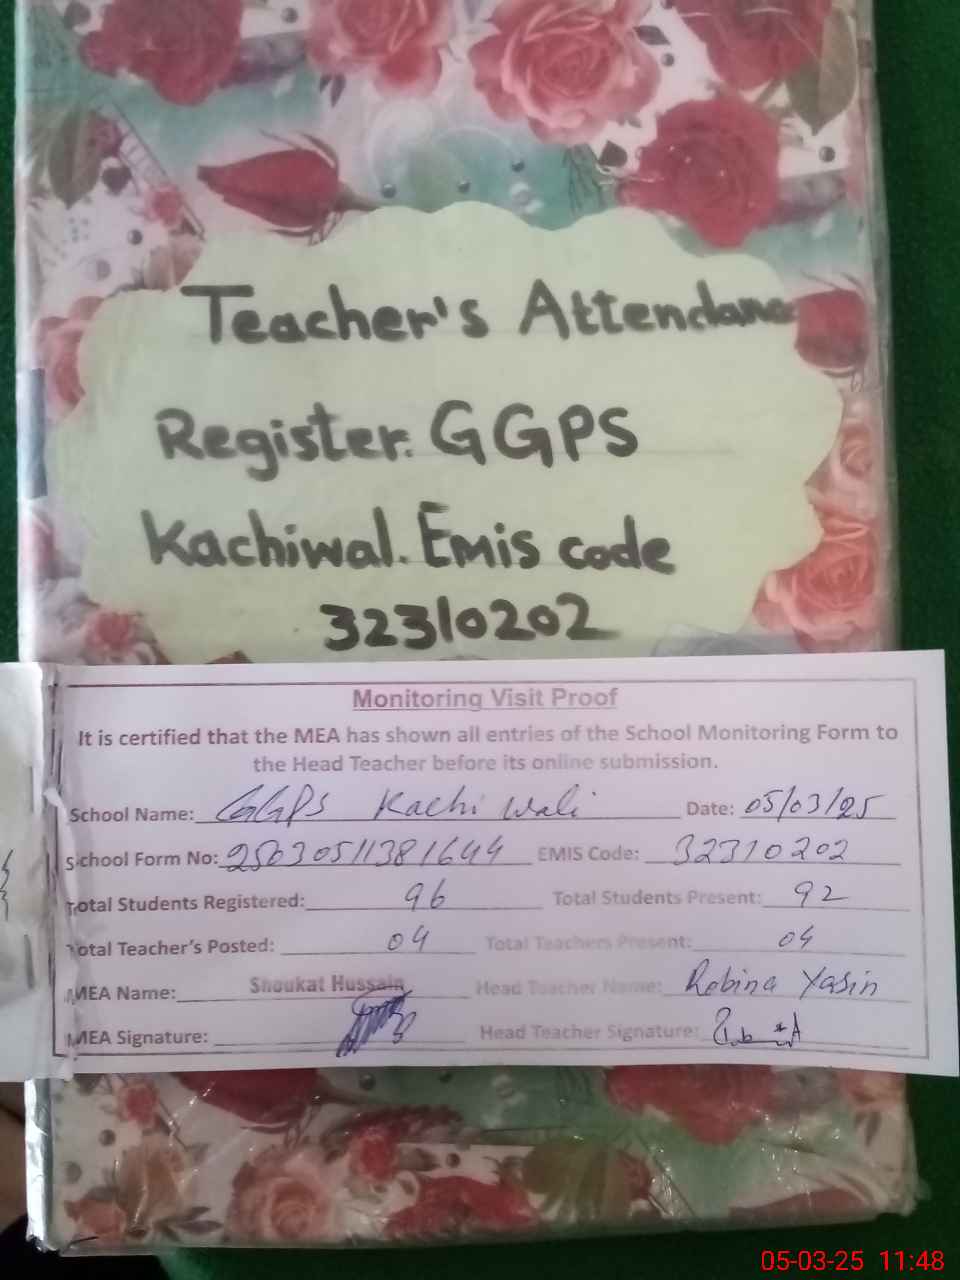 Teacher's Attendance
Register. GGPS
Kachiwal. Emis code
32310202
Monitoring Visit Proof
It is certified that the MEA has shown all entries of the School Monitoring Form to
the Head Teacher before its online submission.
School Name: GGPS Kachi wali Date: 05/03/25
School Form No: 25030511381644 EMIS Code: 32310202
Total Students Registered: 96 Total Students Present: 92
Total Teacher's Posted: 04 Total Teachers Present: 04
MEA Name: Shoukat Hussain Head Teacher Name: Robina Yasin
MEA Signature: Head Teacher Signature:
05-03-25 11:48